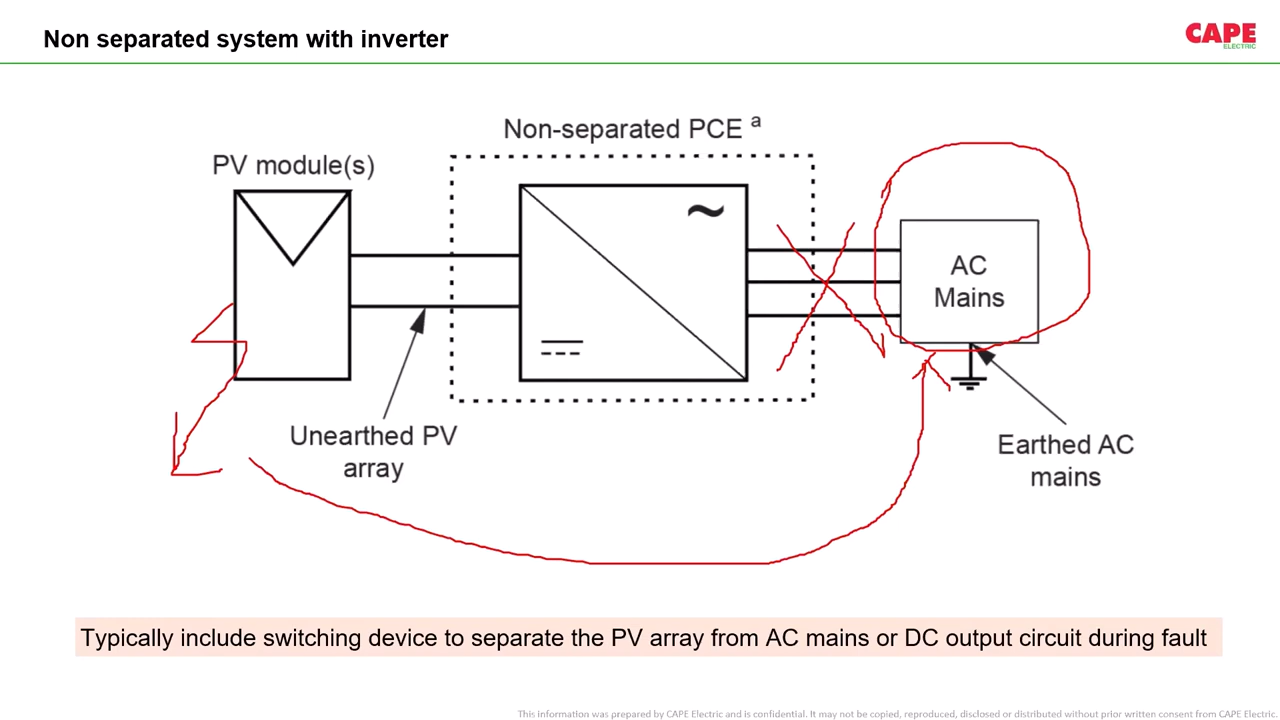 Non separated system with inverter
CAPE
ELECTRIC
Non-separated PCE a
PV module(s)
~
AC
Mains
Unearthed PV
array
Earthed AC
mains
Typically include switching device to separate the PV array from AC mains or DC output circuit during fault
This information was prepared by CAPE Electric and is confidential. It may not be copied, reproduced, disclosed or distributed without prior written consent from CAPE Electric.